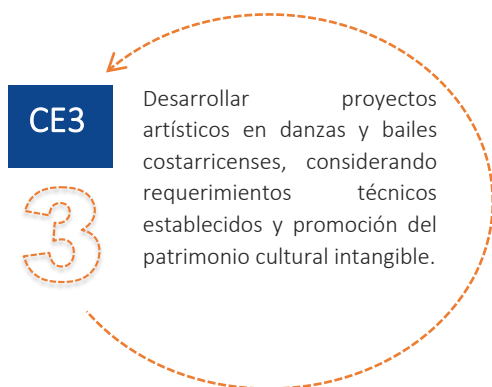 CE3
3
Desarrollar proyectos
artísticos en danzas y bailes
costarricenses, considerando
requerimientos técnicos
establecidos y promoción del
patrimonio cultural intangible.